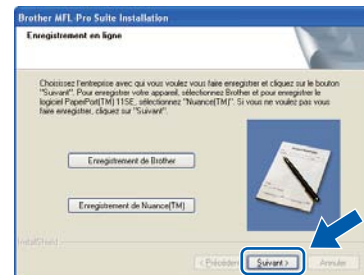 Brother MFL-Pro Suite Installation
Enregistrement en ligne
Choisissez l'entreprise avec qui vous voulez vous faire enregistrer et cliquez sur le bouton
"Suivant". Pour enregistrer votre appareil, sélectionnez Brother et pour enregistrer le
logiciel PaperPort(TM) 11SE, sélectionnez "Nuance(TM)". Si vous ne voulez pas vous
faire enregistrer, cliquez sur "Suivant".
Enregistrement de Brother
Enregistrement de Nuance(TM)
InstallShield
< Précédent Suivant > Annuler